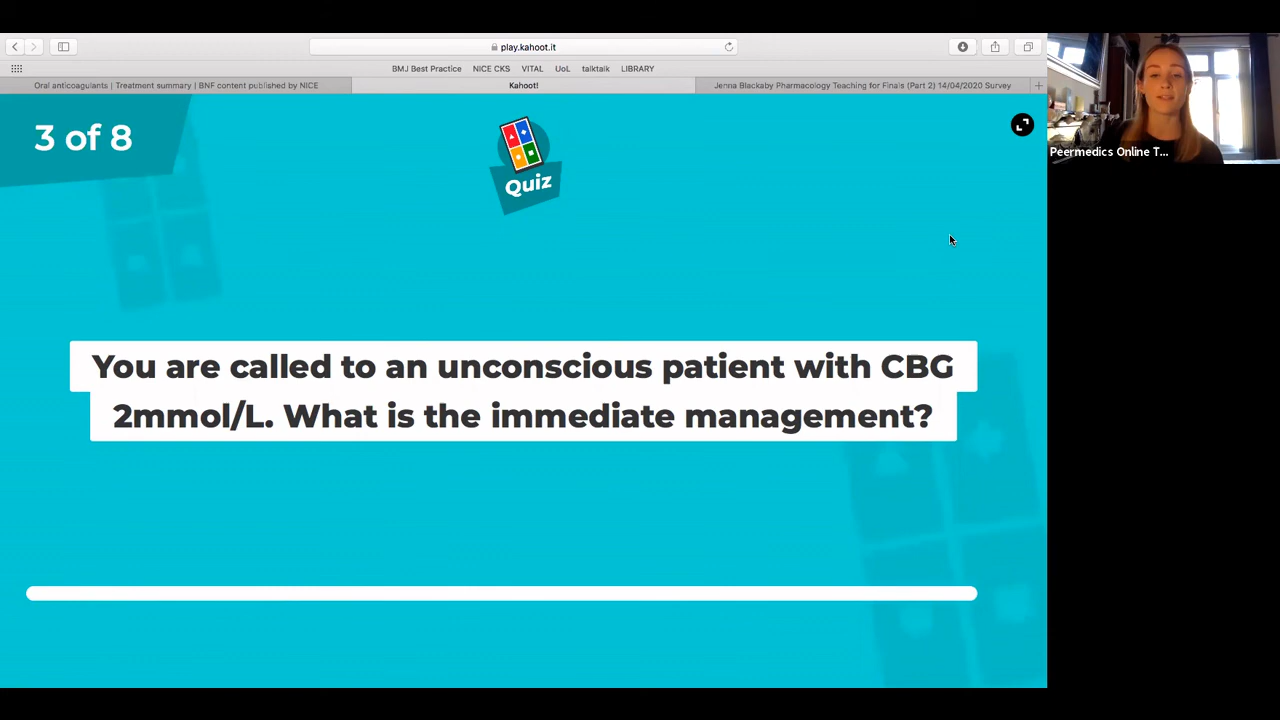 play.kahoot.it
BMJ Best Practice NICE CKS VITAL UoL talktalk LIBRARY
Oral anticoagulants | Treatment summary | BNF content published by NICE
Kahoot!
Jenna Blackaby Pharmacology Teaching for Finals (Part 2) 14/04/2020 Survey
3 of 8
Quiz
Peermedics Online T...
You are called to an unconscious patient with CBG
2mmol/L. What is the immediate management?